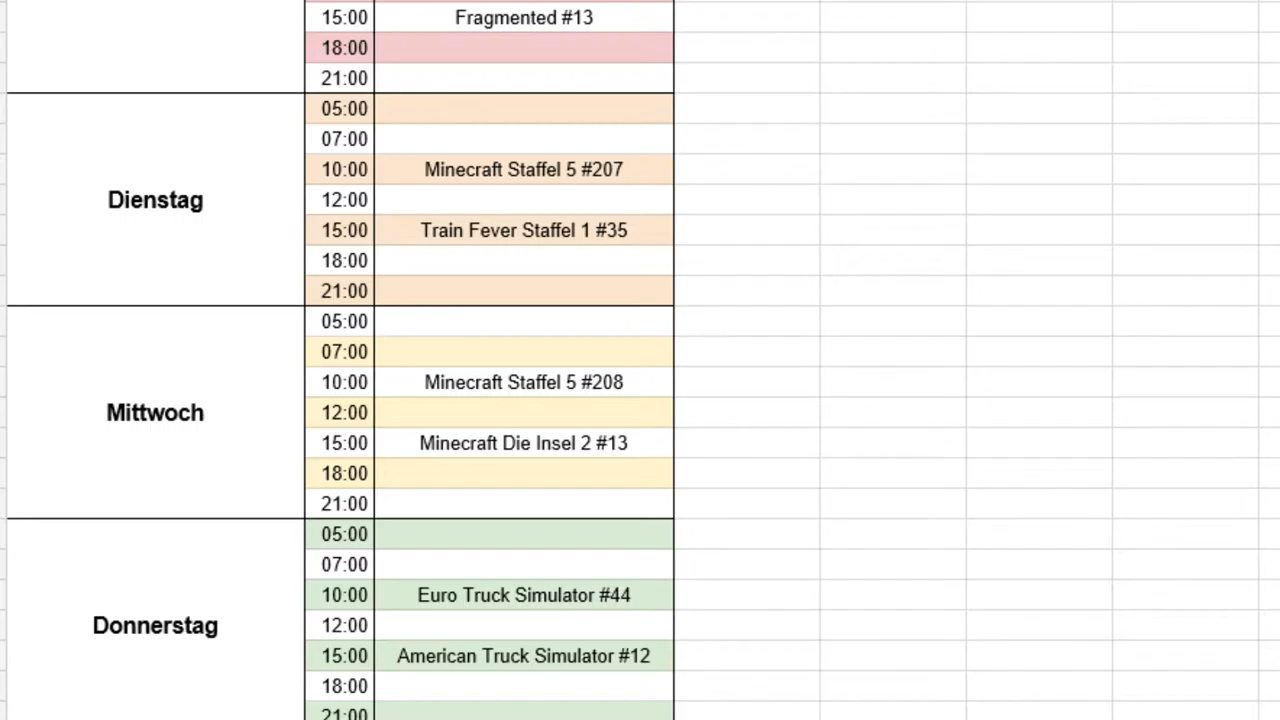 15:00 Fragmented #13
18:00
21:00
Dienstag
05:00
07:00
10:00 Minecraft Staffel 5 #207
12:00
15:00 Train Fever Staffel 1 #35
18:00
21:00
Mittwoch
05:00
07:00
10:00 Minecraft Staffel 5 #208
12:00
15:00 Minecraft Die Insel 2 #13
18:00
21:00
Donnerstag
05:00
07:00
10:00 Euro Truck Simulator #44
12:00
15:00 American Truck Simulator #12
18:00
21:00